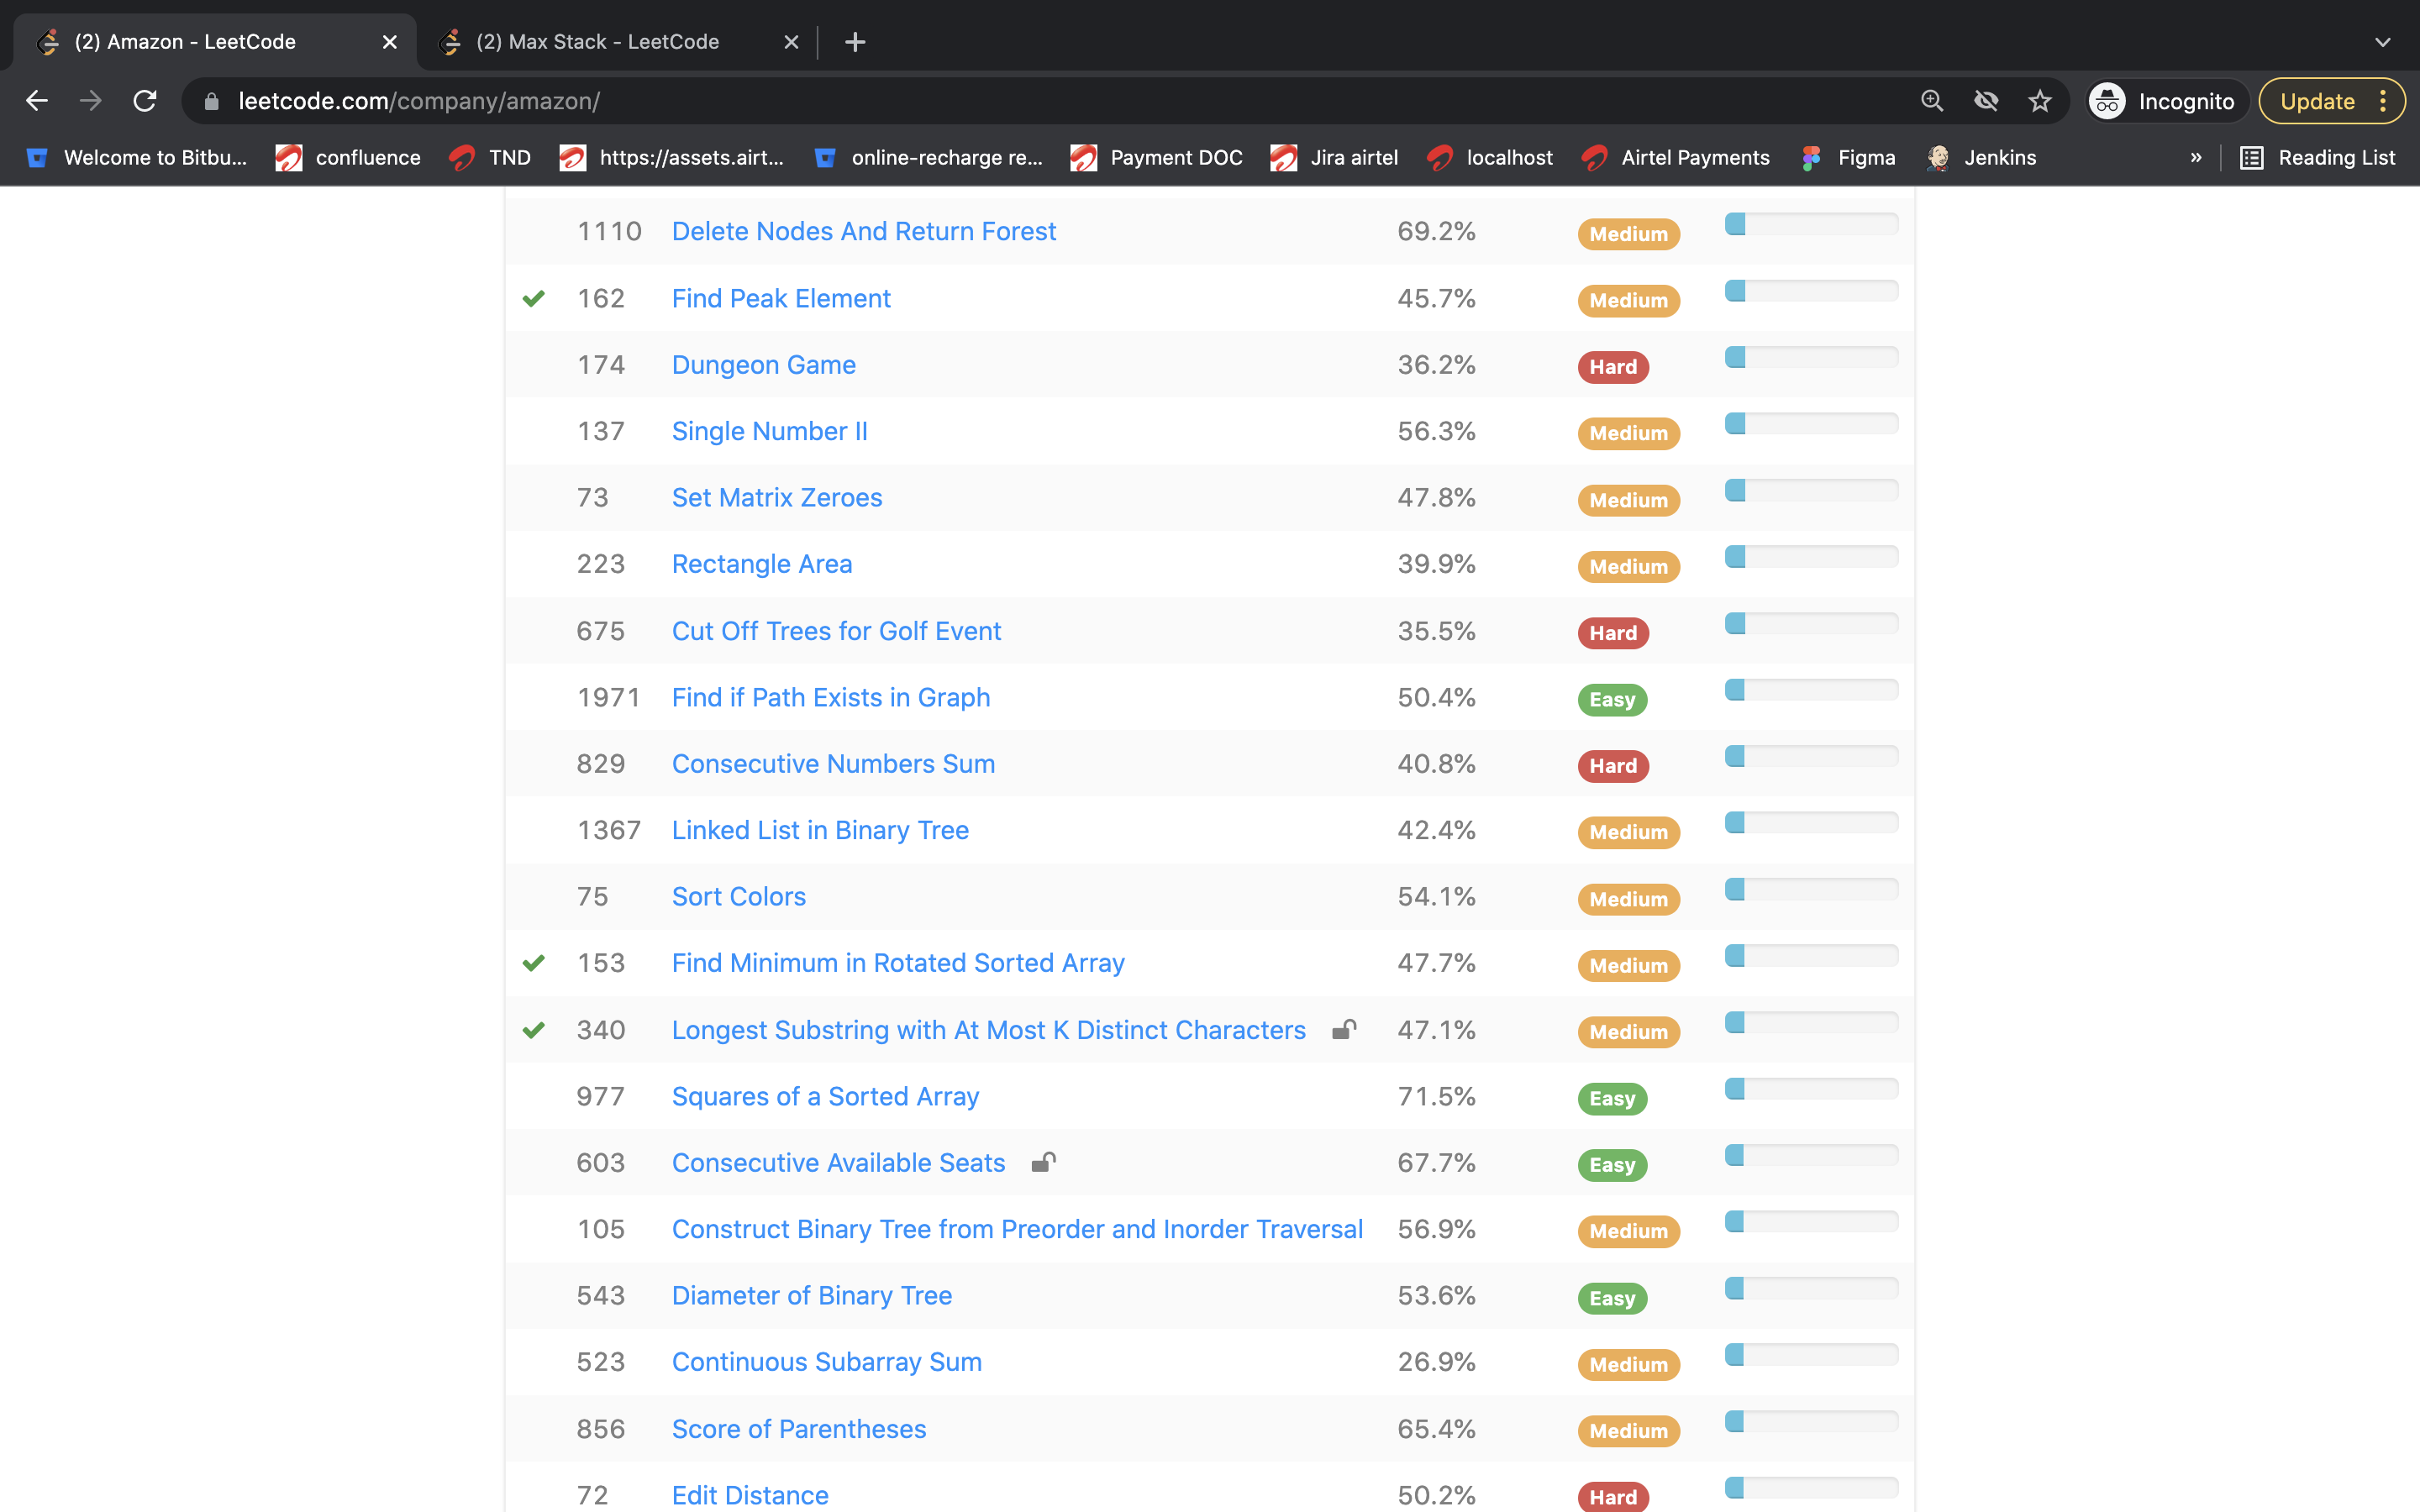 (2) Amazon - LeetCode (2) Max Stack - LeetCode
leetcode.com/company/amazon/ Incognito Update
Welcome to Bitbu... confluence TND https://assets.airt... online-recharge re... Payment DOC Jira airtel localhost Airtel Payments Figma Jenkins » Reading List
1110 Delete Nodes And Return Forest 69.2% Medium
162 Find Peak Element 45.7% Medium
174 Dungeon Game 36.2% Hard
137 Single Number II 56.3% Medium
73 Set Matrix Zeroes 47.8% Medium
223 Rectangle Area 39.9% Medium
675 Cut Off Trees for Golf Event 35.5% Hard
1971 Find if Path Exists in Graph 50.4% Easy
829 Consecutive Numbers Sum 40.8% Hard
1367 Linked List in Binary Tree 42.4% Medium
75 Sort Colors 54.1% Medium
153 Find Minimum in Rotated Sorted Array 47.7% Medium
340 Longest Substring with At Most K Distinct Characters 47.1% Medium
977 Squares of a Sorted Array 71.5% Easy
603 Consecutive Available Seats 67.7% Easy
105 Construct Binary Tree from Preorder and Inorder Traversal 56.9% Medium
543 Diameter of Binary Tree 53.6% Easy
523 Continuous Subarray Sum 26.9% Medium
856 Score of Parentheses 65.4% Medium
72 Edit Distance 50.2% Hard